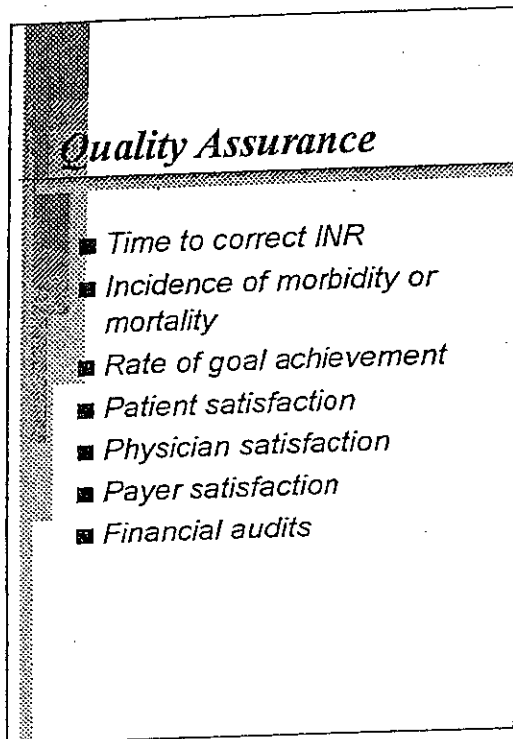 Quality Assurance
Time to correct INR
Incidence of morbidity or
mortality
Rate of goal achievement
Patient satisfaction
Physician satisfaction
Payer satisfaction
Financial audits